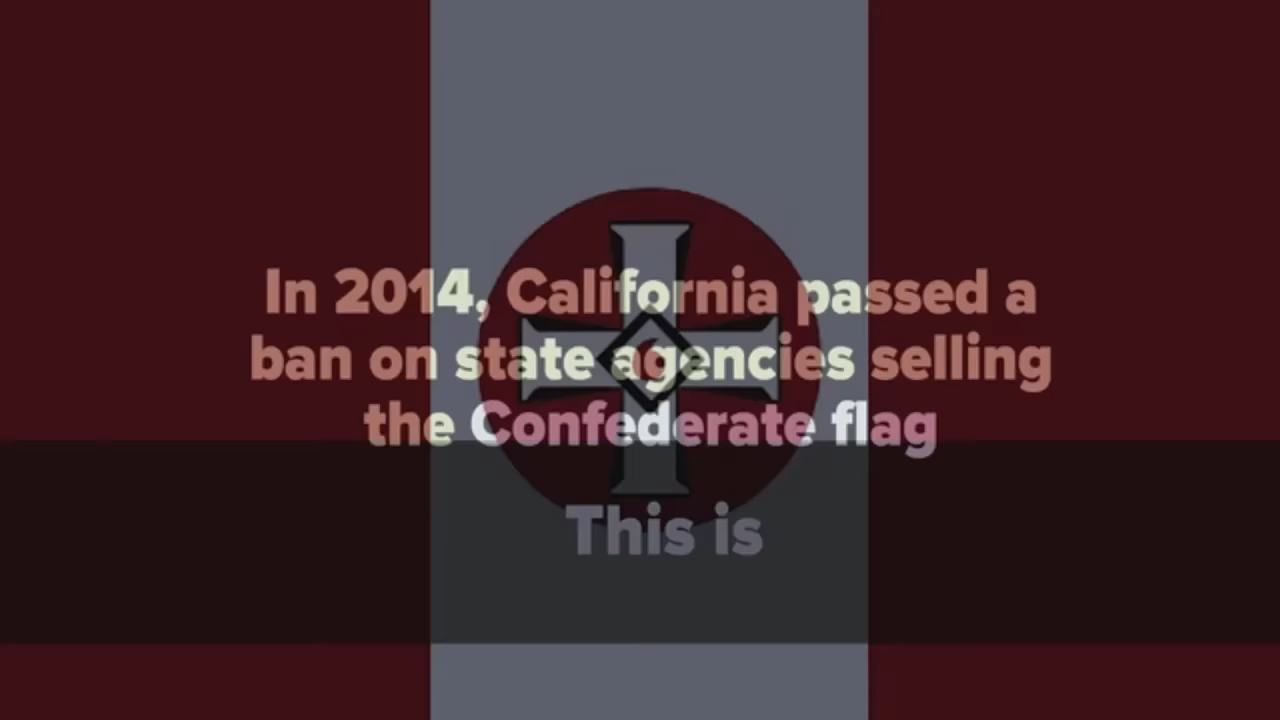 In 2014, California passed a
ban on state agencies selling
the Confederate flag
This is